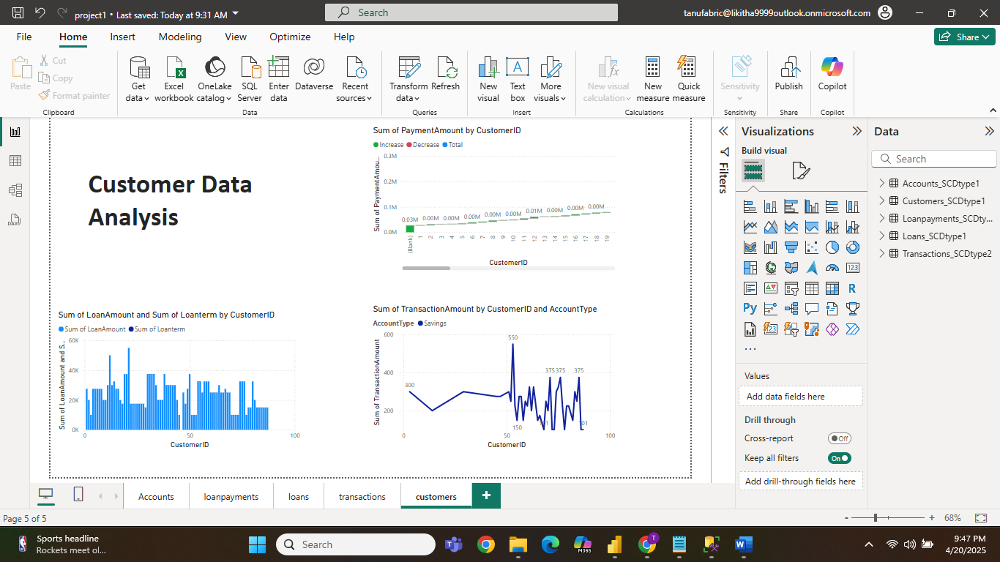 project1 • Last saved: Today at 9:31 AM
Search
tanufabric@likitha9999outlook.onmicrosoft.com
File Home Insert Modeling View Optimize Help
Share
Paste
Cut
Copy
Format painter
Clipboard
Get data
Excel workbook
OneLake catalog
SQL Server
Enter data
Dataverse
Recent sources
Data
Transform data
Refresh
Queries
New visual
Text box
More visuals
Insert
New visual calculation
New measure
Quick measure
Calculations
Sensitivity
Sensitivity
Publish
Share
Copilot
Copilot
Customer Data
Analysis
Sum of PaymentAmount by CustomerID
Increase Decrease Total
Sum of PaymentAmou...
0.3M
0.2M
0.1M
0.0M
0.03M 0.00M 0.00M 0.00M 0.00M 0.00M 0.01M 0.00M 0.00M 0.00M
(Blank) 1 2 3 4 5 6 7 8 9 10 11 12 13 14 15 16 17 18 19
CustomerID
Sum of LoanAmount and Sum of Loanterm by CustomerID
Sum of LoanAmount Sum of Loanterm
Sum of LoanAmount and S...
60K
40K
20K
0K
0 50 100
CustomerID
Sum of TransactionAmount by CustomerID and AccountType
AccountType Savings
Sum of TransactionAmount
600
400
200
300
550
150
375 375 375
101
0 50 100
CustomerID
Filters
Visualizations
Build visual
123
R
Py
123
...
Values
Add data fields here
Drill through
Cross-report
Off
Keep all filters
On
Add drill-through fields here
Data
Search
Accounts_SCDtype1
Customers_SCDtype1
Loanpayments_SCDty...
Loans_SCDtype1
Transactions_SCDtype2
Accounts loanpayments loans transactions customers +
Page 5 of 5
- + 68%
Sports headline
Rockets meet ol...
Search
M365
T
W
9:47 PM
4/20/2025